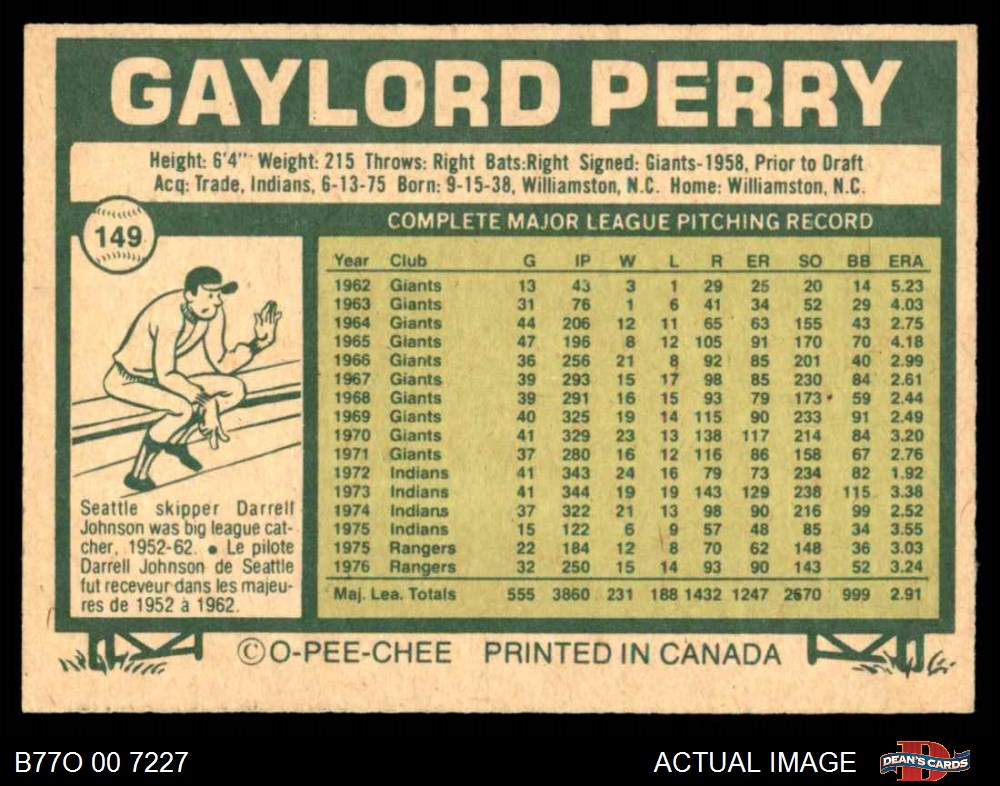 GAYLORD PERRY
Height: 6'4" Weight: 215 Throws: Right Bats:Right Signed: Giants-1958, Prior to Draft
Acq: Trade, Indians, 6-13-75 Born: 9-15-38, Williamston, N.C. Home: Williamston, N.C.
149
COMPLETE MAJOR LEAGUE PITCHING RECORD
Year Club G IP W L R ER SO BB ERA
1962 Giants 13 43 3 1 29 25 20 14 5.23
1963 Giants 31 76 1 6 41 34 52 29 4.03
1964 Giants 44 206 12 11 65 63 155 43 2.75
1965 Giants 47 196 8 12 105 91 170 70 4.18
1966 Giants 36 256 21 8 92 85 201 40 2.99
1967 Giants 39 293 15 17 98 85 230 84 2.61
1968 Giants 39 291 16 15 93 79 173 59 2.44
1969 Giants 40 325 19 14 115 90 233 91 2.49
1970 Giants 41 329 23 13 138 117 214 84 3.20
1971 Giants 37 280 16 12 116 86 158 67 2.76
1972 Indians 41 343 24 16 79 73 234 82 1.92
1973 Indians 41 344 19 19 143 129 238 115 3.38
1974 Indians 37 322 21 13 98 90 216 99 2.52
1975 Indians 15 122 6 9 57 48 85 34 3.55
1975 Rangers 22 184 12 8 70 62 148 36 3.03
1976 Rangers 32 250 15 14 93 90 143 52 3.24
Maj. Lea. Totals 555 3860 231 188 1432 1247 2670 999 2.91
Seattle skipper Darrell
Johnson was big league cat-
cher, 1952-62. ● Le pilote
Darrell Johnson de Seattle
fut receveur dans les majeu-
res de 1952 à 1962.
©O-PEE-CHEE PRINTED IN CANADA
B77O 00 7227
ACTUAL IMAGE
D
DEAN'S CARDS